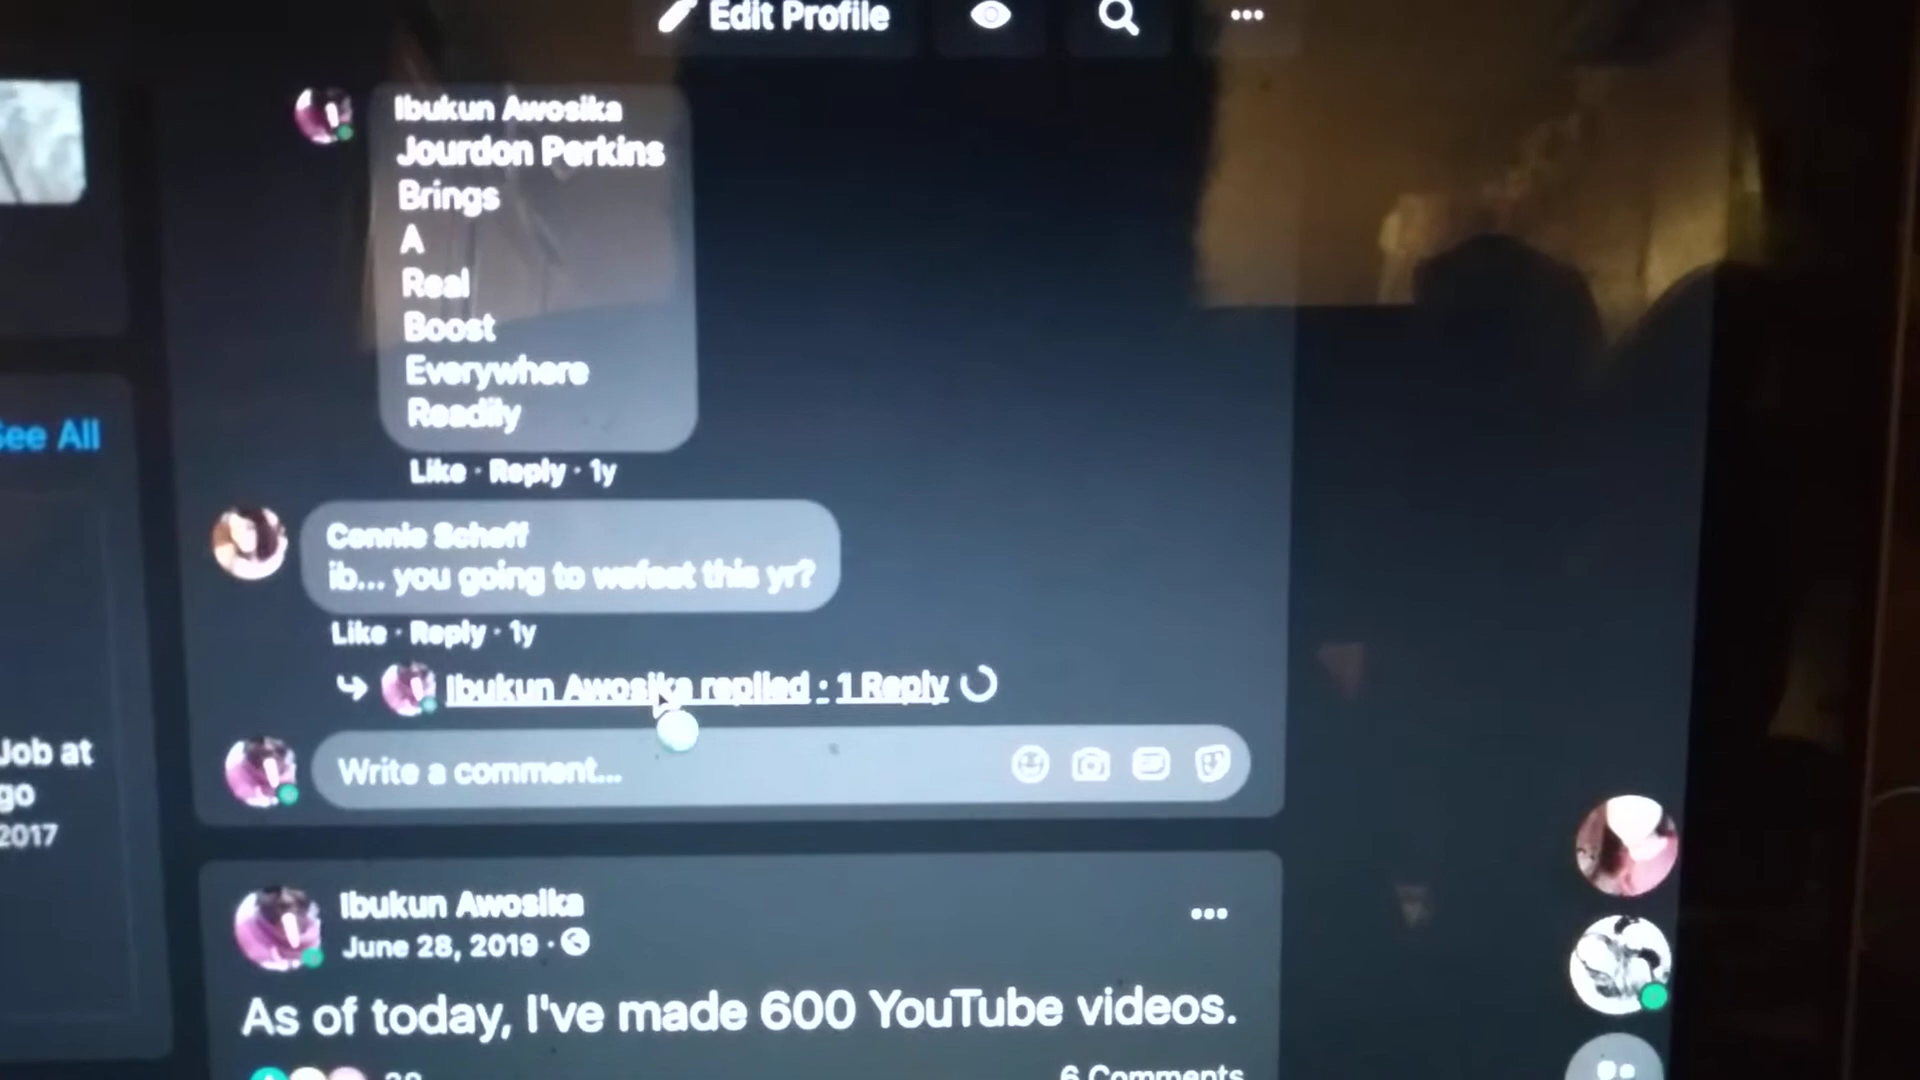 Edit Profile
Ibukun Awosika
Jourdon Perkins
Brings
A
Real
Boost
Everywhere
Readily
Like · Reply · 1y
See All
Connie Scheff
ib... you going to wefest this yr?
Like · Reply · 1y
Ibukun Awosika replied · 1 Reply
Write a comment...
Job at
go
2017
Ibukun Awosika
June 28, 2019 ·
As of today, I've made 600 YouTube videos.
6 Comments